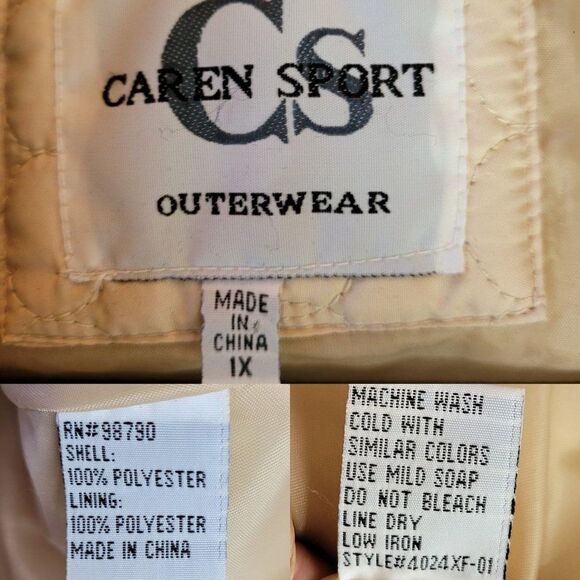 CS
CAREN SPORT
OUTERWEAR
MADE
IN
CHINA
1X
RN#98790
SHELL:
100% POLYESTER
LINING:
100% POLYESTER
MADE IN CHINA
MACHINE WASH
COLD WITH
SIMILAR COLORS
USE MILD SOAP
DO NOT BLEACH
LINE DRY
LOW IRON
STYLE#4024XF-01